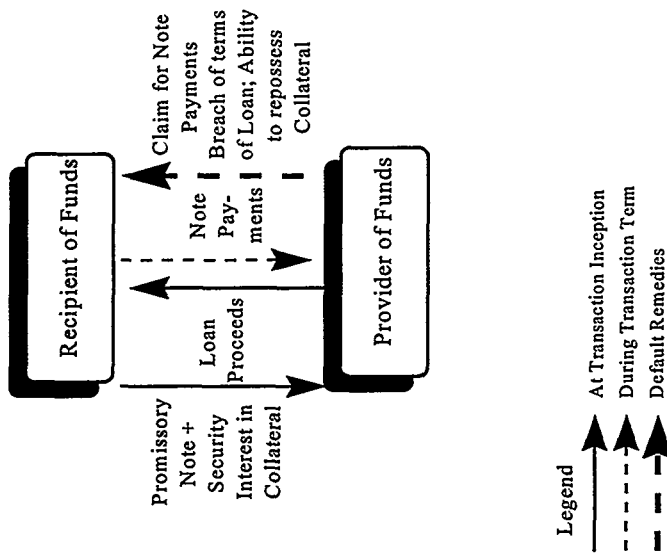 Recipient of Funds
Promissory
Note +
Security
Interest in
Collateral
Loan
Proceeds
Note
Pay-
ments
Claim for Note
Payments
Breach of terms
of Loan; Ability
to repossess
Collateral
Provider of Funds
Legend
At Transaction Inception
During Transaction Term
Default Remedies